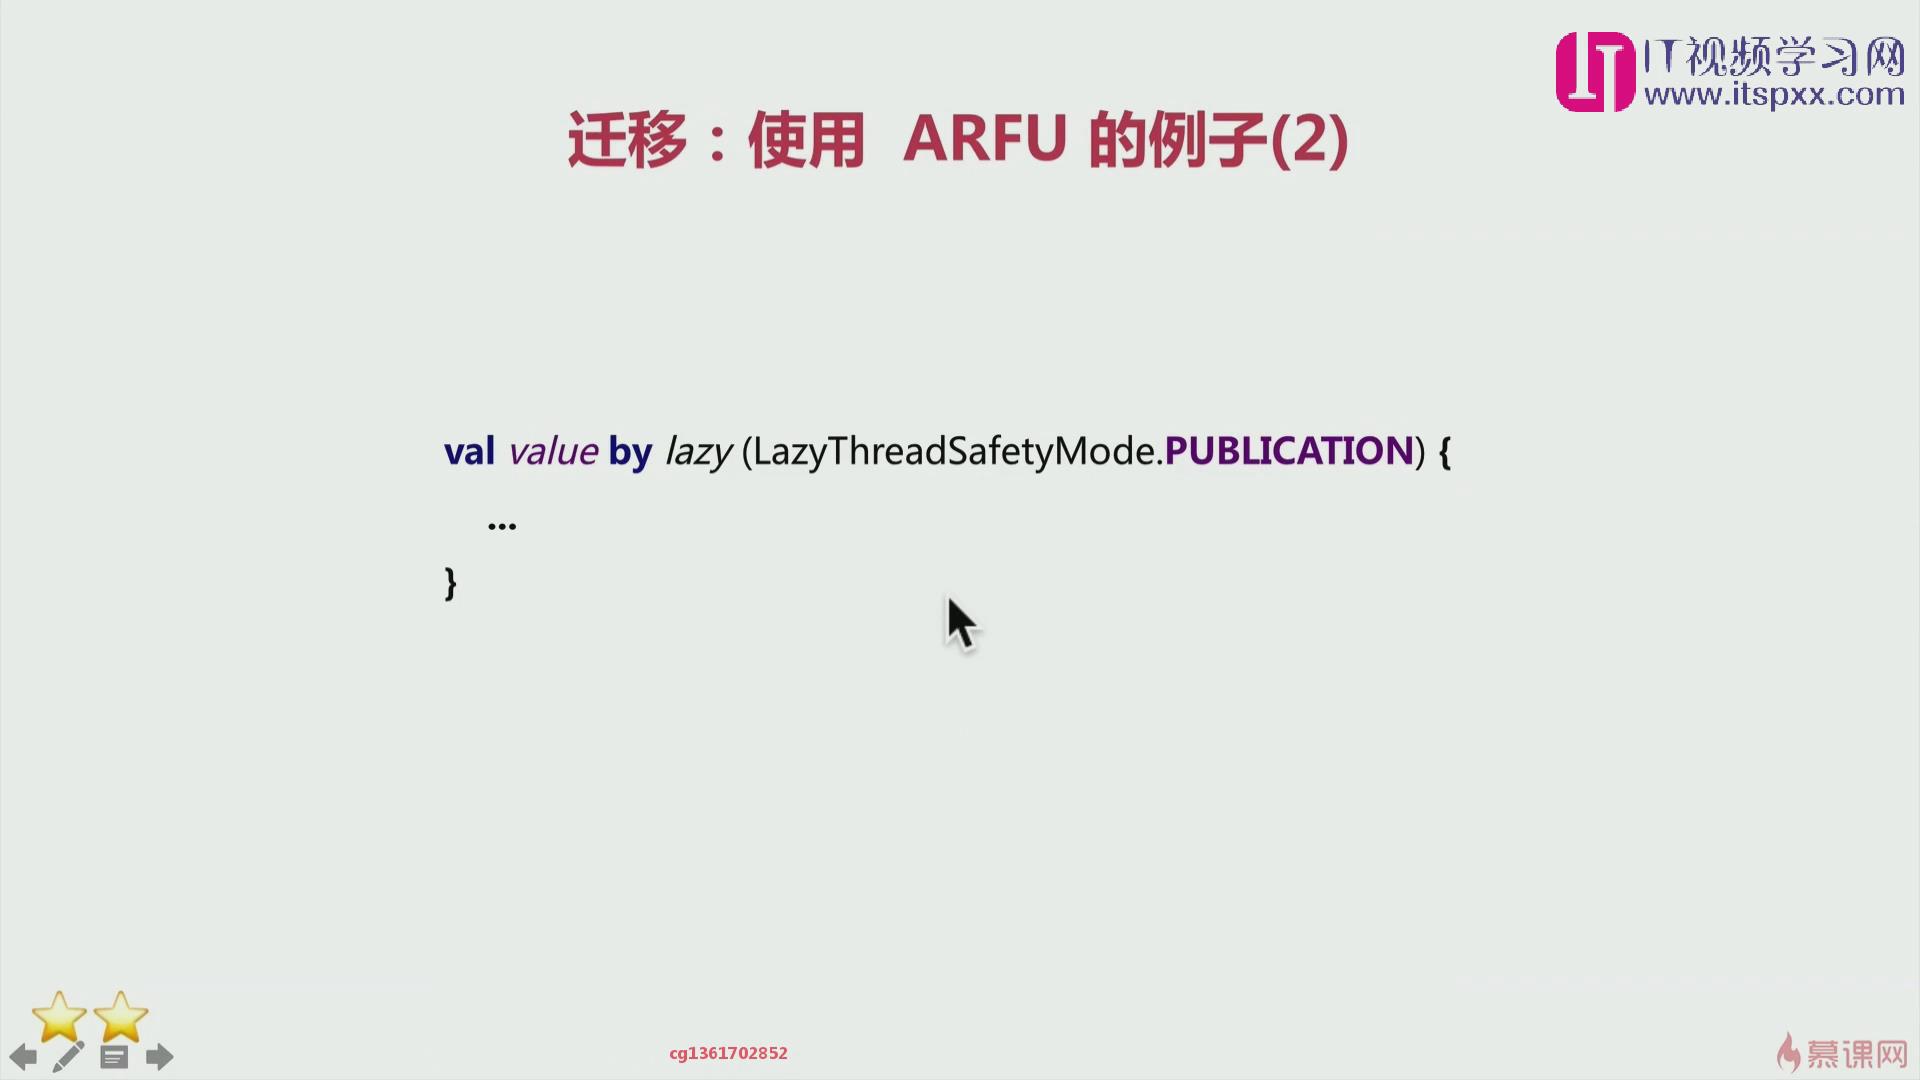 IT视频学习网
www.itspxx.com
迁移：使用 ARFU 的例子(2)
val value by lazy (LazyThreadSafetyMode.PUBLICATION) {
...
}
cg1361702852
慕课网